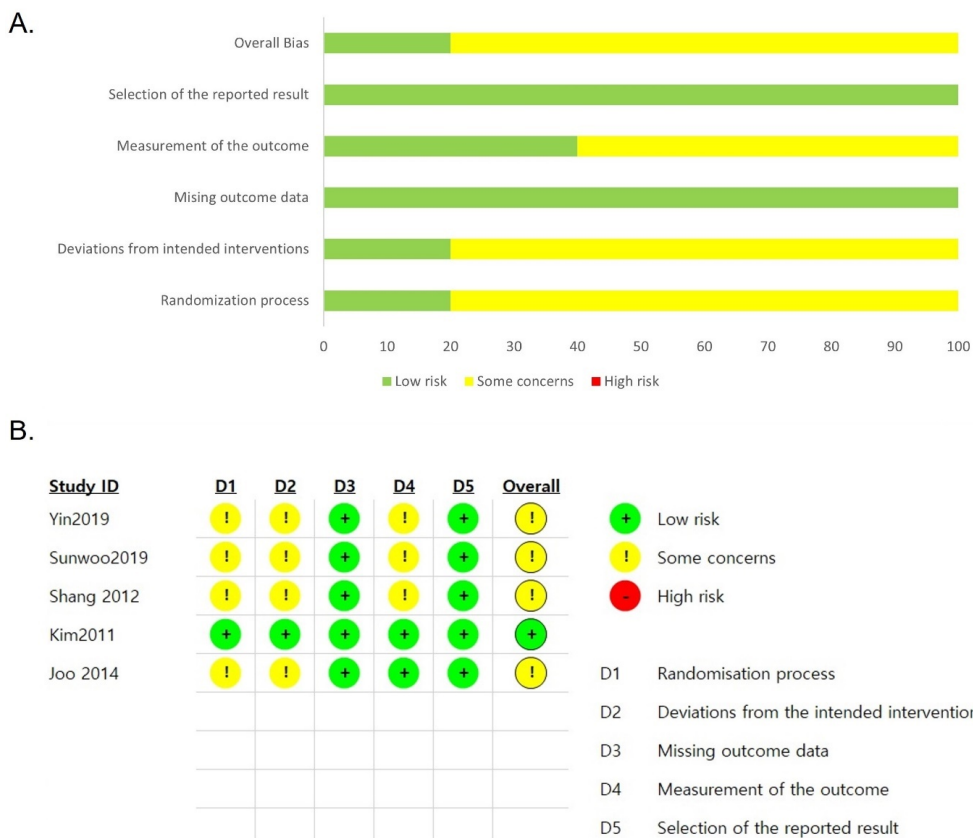 A.
Overall Bias
Selection of the reported result
Measurement of the outcome
Mising outcome data
Deviations from intended interventions
Randomization process
0 10 20 30 40 50 60 70 80 90 100
Low risk Some concerns High risk
B.
Study ID D1 D2 D3 D4 D5 Overall
Yin2019 ! ! + ! + !
Sunwoo2019 ! ! + ! + !
Shang 2012 ! ! + ! + !
Kim2011 + + + + + +
Joo 2014 ! ! + + + !
+ Low risk
! Some concerns
- High risk
D1 Randomisation process
D2 Deviations from the intended intervention
D3 Missing outcome data
D4 Measurement of the outcome
D5 Selection of the reported result